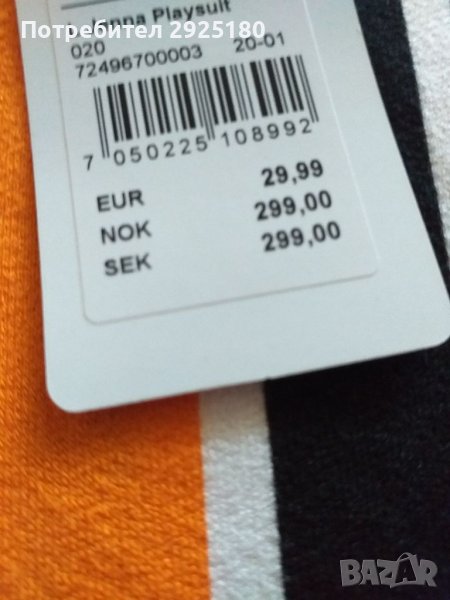 Потребител 2925180
Playsuit
020
72496700003 20-01
7 050225 108992
EUR 29,99
NOK 299,00
SEK 299,00
BAZAR